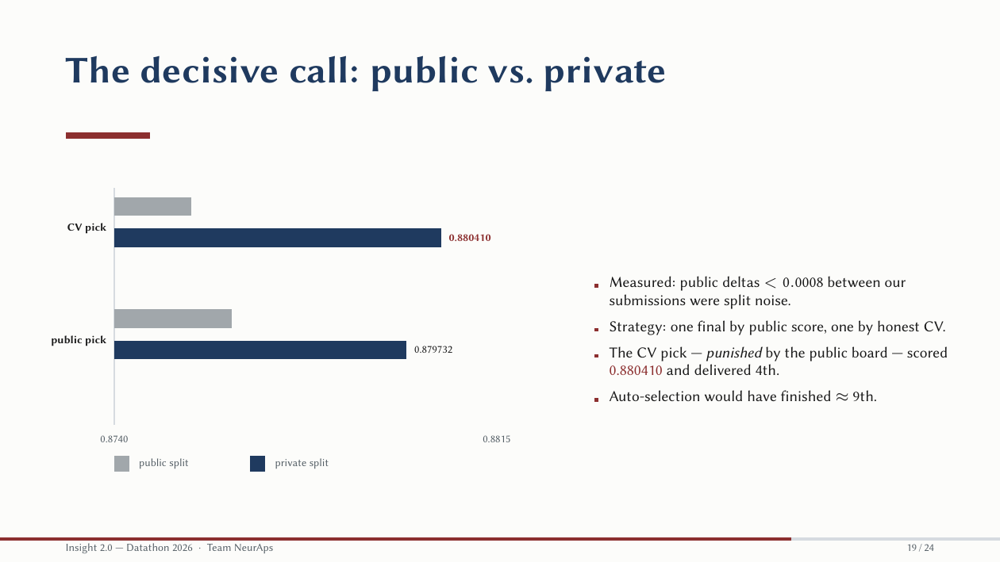 The decisive call: public vs. private
CV pick
0.880410
public pick
0.879732
0.8740
0.8815
public split
private split
Measured: public deltas < 0.0008 between our
submissions were split noise.
Strategy: one final by public score, one by honest CV.
The CV pick — punished by the public board — scored
0.880410 and delivered 4th.
Auto-selection would have finished ≈ 9th.
Insight 2.0 — Datathon 2026 · Team NeurAps
19 / 24